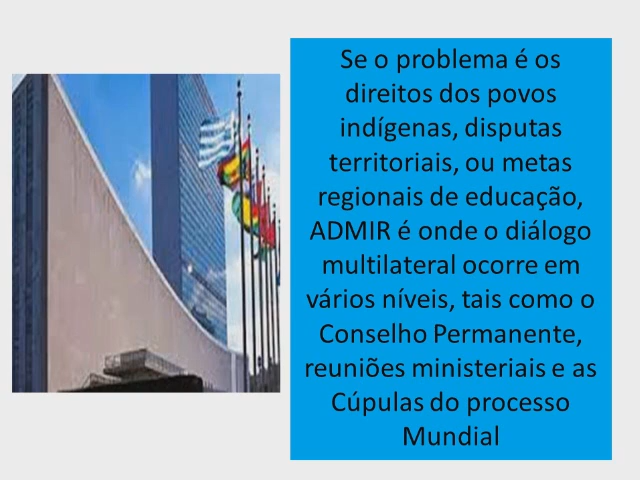 Se o problema é os
direitos dos povos
indígenas, disputas
territoriais, ou metas
regionais de educação,
ADMIR é onde o diálogo
multilateral ocorre em
vários níveis, tais como o
Conselho Permanente,
reuniões ministeriais e as
Cúpulas do processo
Mundial